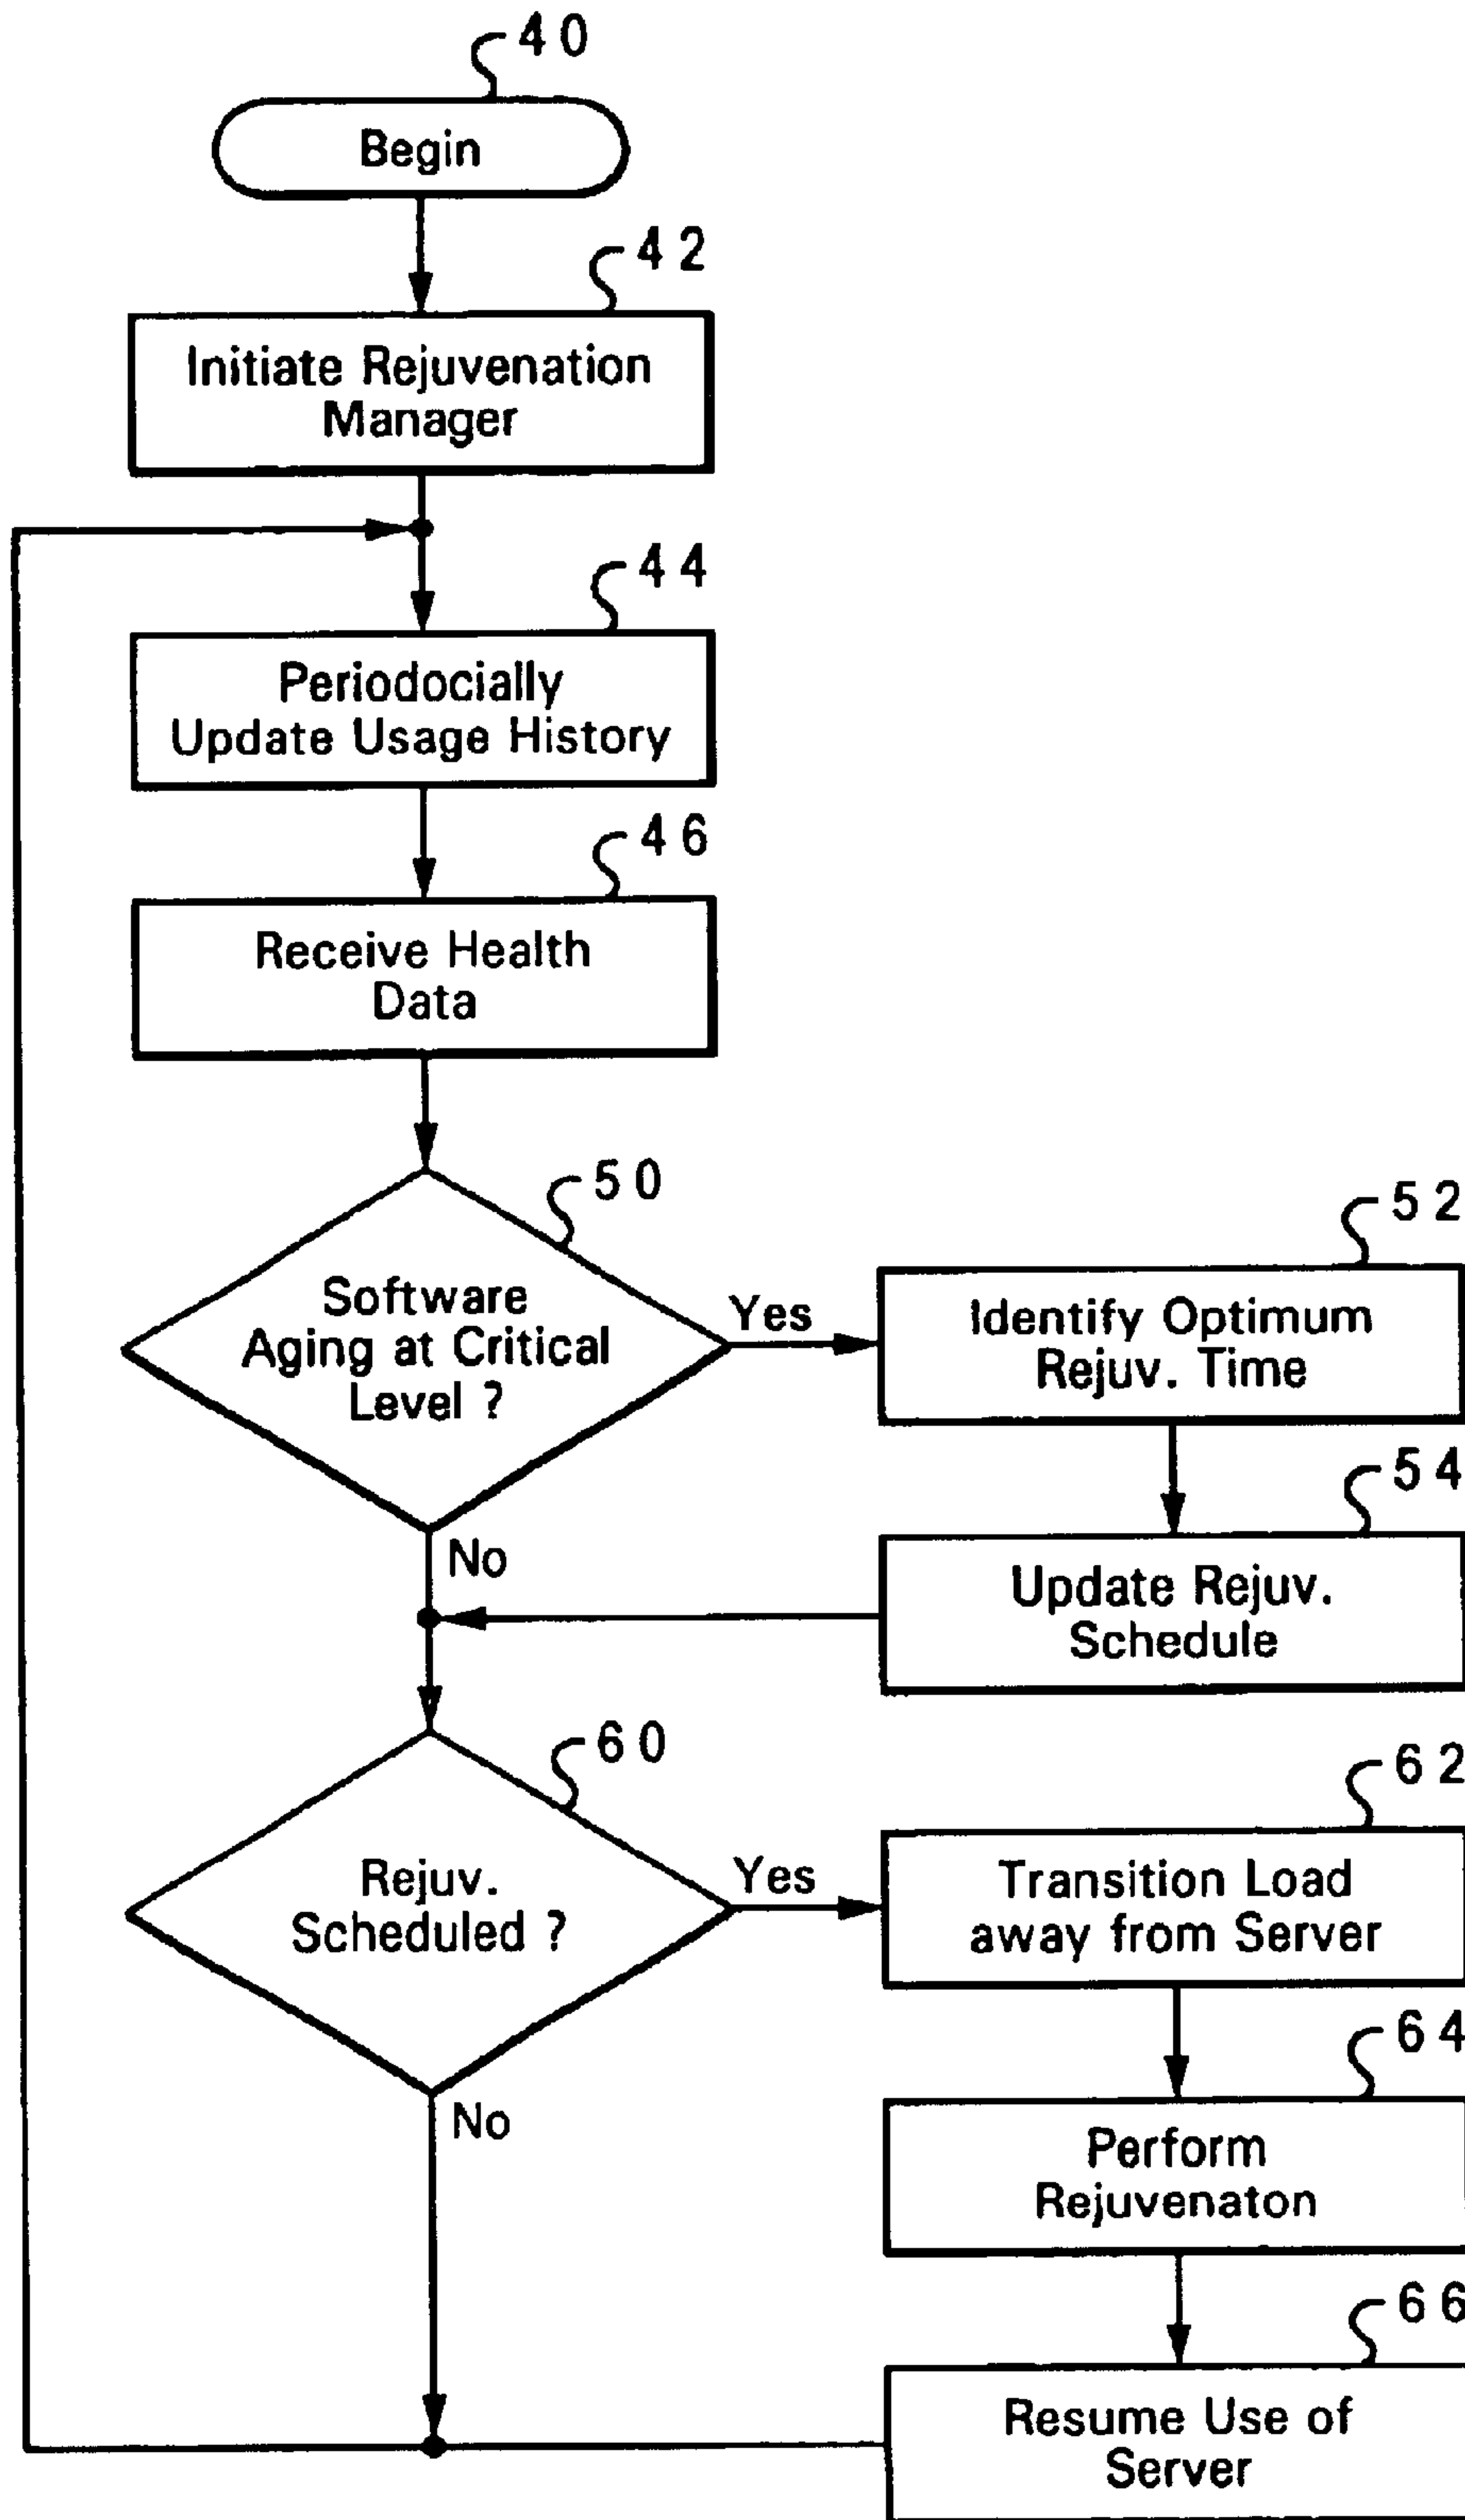 40
Begin
42
Initiate Rejuvenation
Manager
44
Periodocially
Update Usage History
46
Receive Health
Data
50
Software
Aging at Critical
Level ?
Yes
No
52
Identify Optimum
Rejuv. Time
54
Update Rejuv.
Schedule
60
Rejuv.
Scheduled ?
Yes
No
62
Transition Load
away from Server
64
Perform
Rejuvenaton
66
Resume Use of
Server